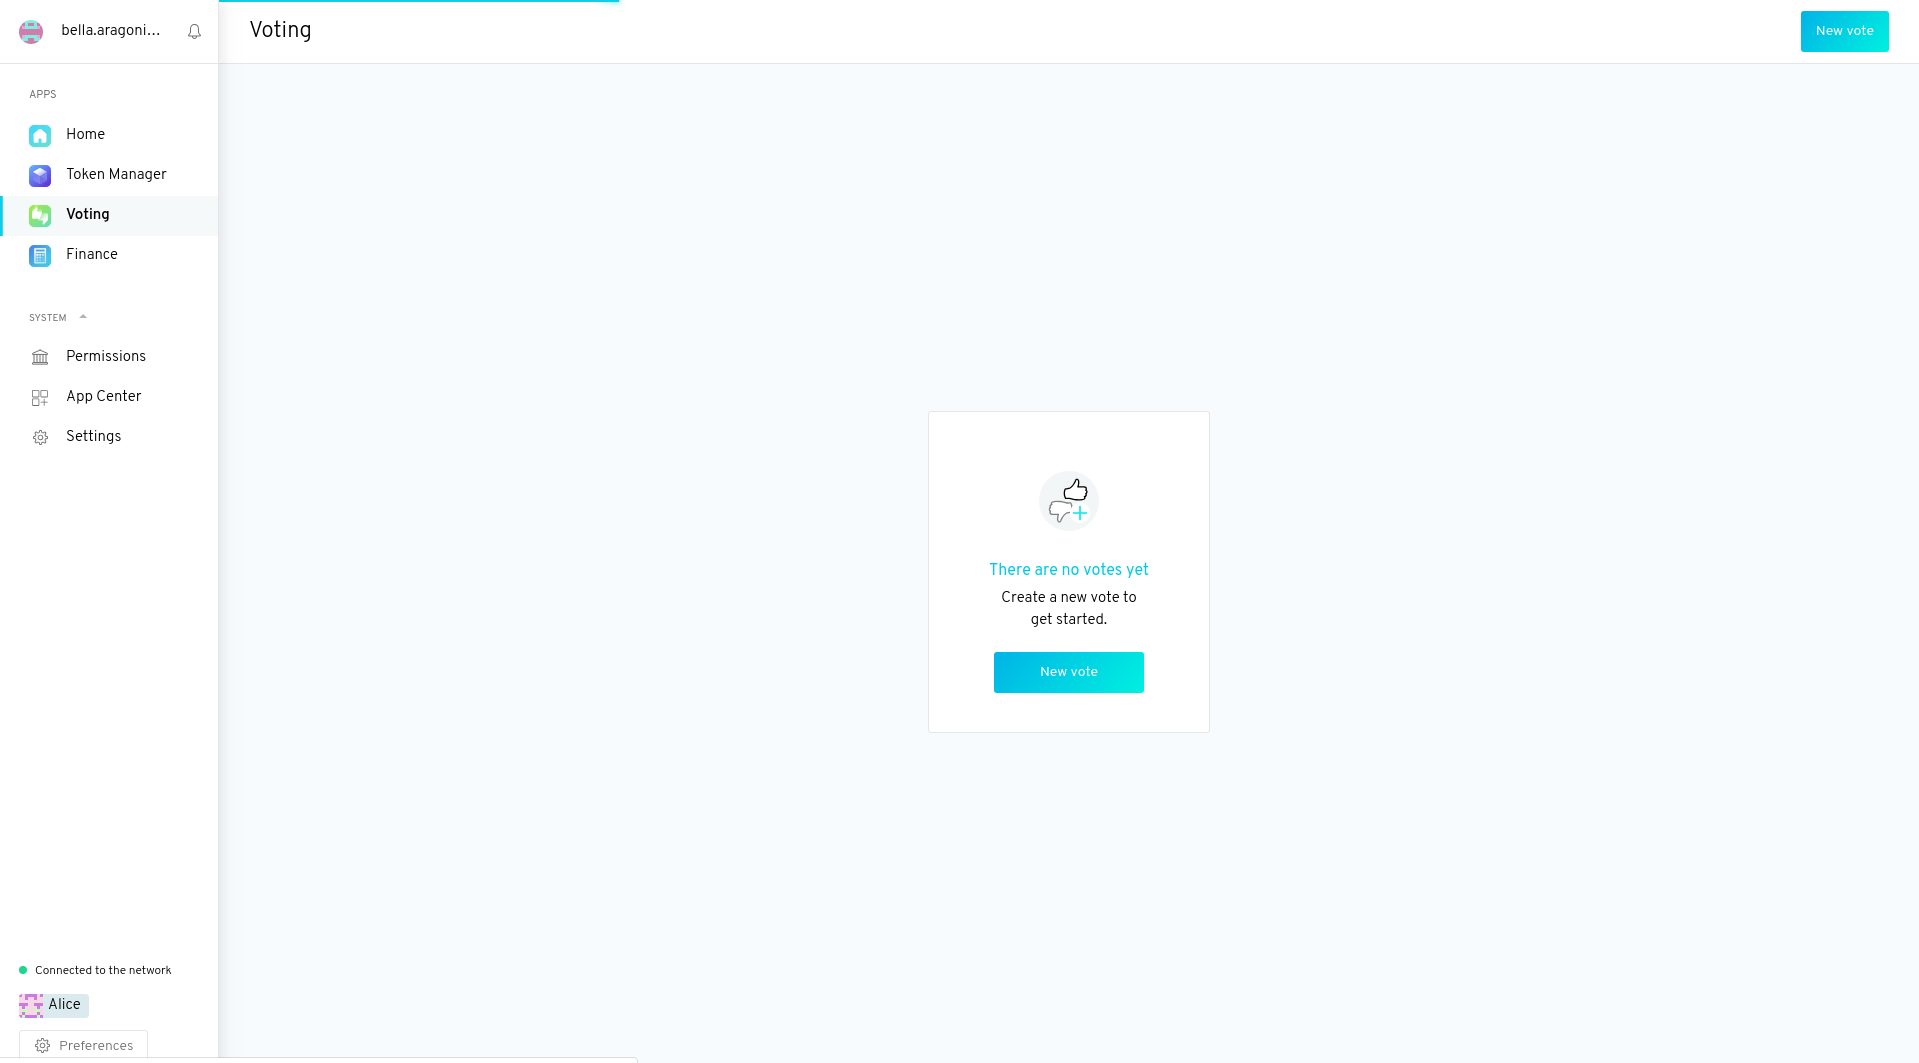 bella.aragoni...
Voting
New vote
APPS
Home
Token Manager
Voting
Finance
SYSTEM
Permissions
App Center
Settings
There are no votes yet
Create a new vote to
get started.
New vote
Connected to the network
Alice
Preferences